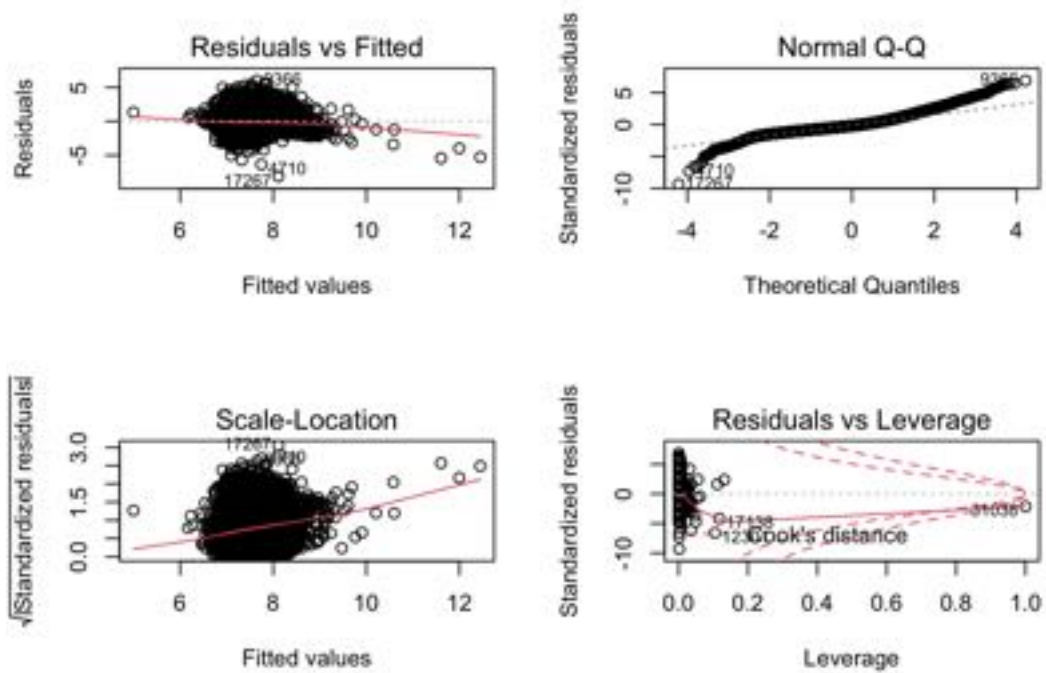 Residuals vs Fitted
Residuals
5
-5
9366
4710
17267
6
8
10
12
Fitted values
Normal Q-Q
Standardized residuals
5
0
-10
9366
4710
17267
-4
-2
0
2
4
Theoretical Quantiles
Scale-Location
√|Standardized residuals|
3.0
1.5
0.0
17267
6
8
10
12
Fitted values
Residuals vs Leverage
Standardized residuals
0
-10
17138
31038
Cook's distance
0.0
0.2
0.4
0.6
0.8
1.0
Leverage